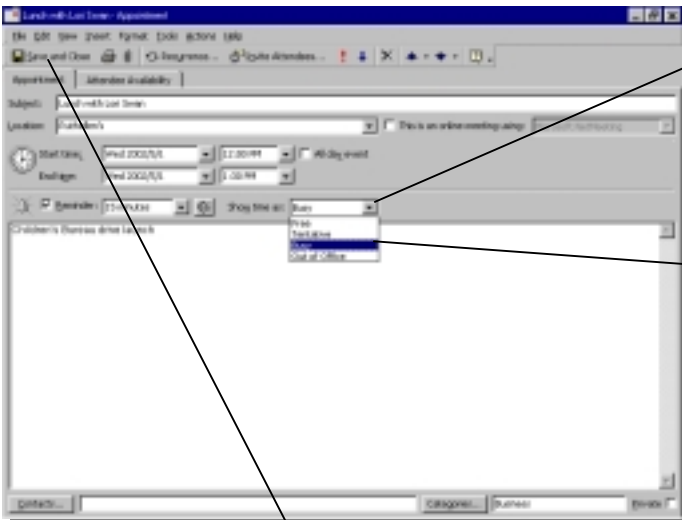 Lunch with Lori Swan - Appointment
File Edit View Insert Format Tools Actions Help
Save and Close Recurrence... Invite Attendees...
Appointment Attendee Availability
Subject: Lunch with Lori Swan
Location:
This is an online meeting using: Microsoft NetMeeting
Start time: Wed 2002/5/1 12:00 PM All day event
End time: Wed 2002/5/1 1:00 PM
Reminder: 15 minutes Show time as: Busy
Free
Tentative
Busy
Out of Office
Children's Bureau
Contacts... Categories... Business Private